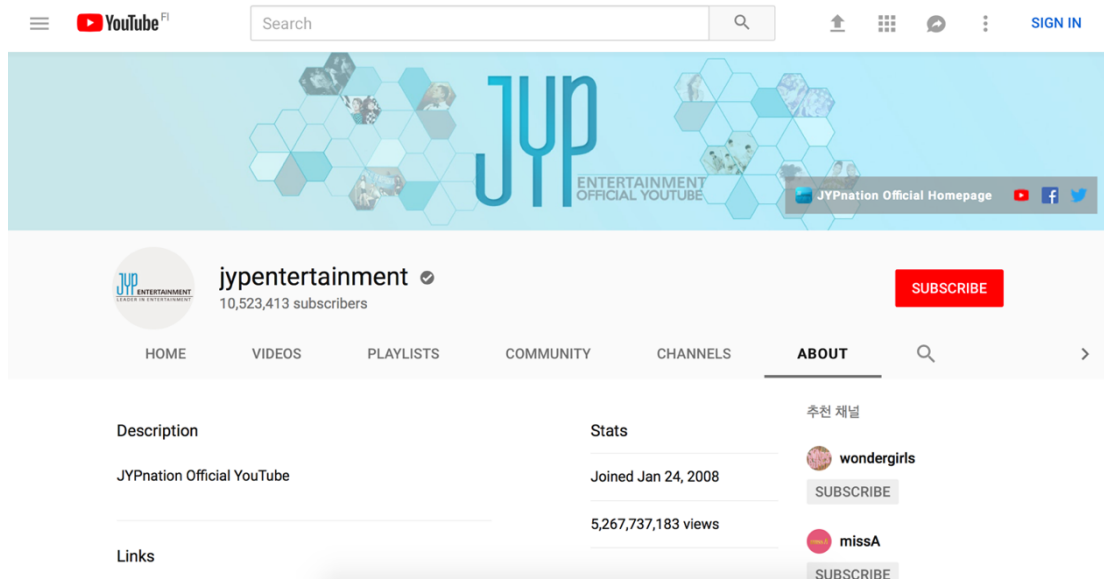 YouTube FI
Search
SIGN IN
JYP
ENTERTAINMENT
OFFICIAL YOUTUBE
JYPnation Official Homepage
JYP ENTERTAINMENT
LEADER IN ENTERTAINMENT
jypentertainment
10,523,413 subscribers
SUBSCRIBE
HOME VIDEOS PLAYLISTS COMMUNITY CHANNELS ABOUT
Description
JYPnation Official YouTube
Links
Stats
Joined Jan 24, 2008
5,267,737,183 views
추천 채널
wondergirls
SUBSCRIBE
missA
missA
SUBSCRIBE